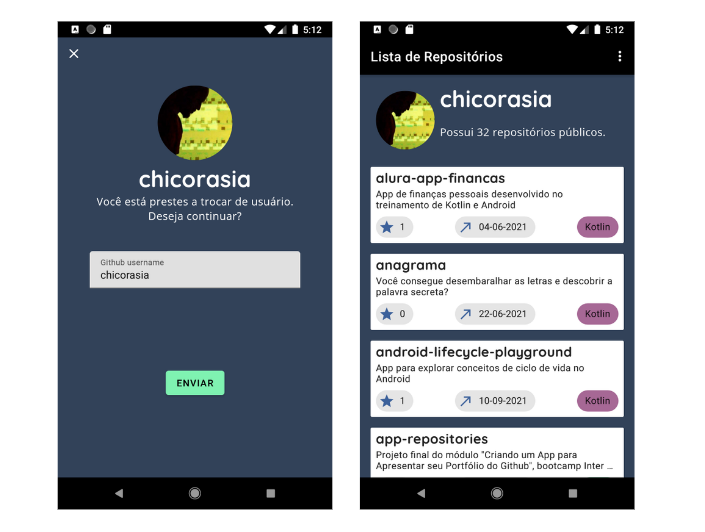 5:12
chicorasia
Você está prestes a trocar de usuário.
Deseja continuar?
Github username
chicorasia
ENVIAR
5:12
Lista de Repositórios
chicorasia
Possui 32 repositórios públicos.
alura-app-financas
App de finanças pessoais desenvolvido no
treinamento de Kotlin e Android
1 04-06-2021 Kotlin
anagrama
Você consegue desembaralhar as letras e descobrir a
palavra secreta?
0 22-06-2021 Kotlin
android-lifecycle-playground
App para explorar conceitos de ciclo de vida no
Android
1 10-09-2021 Kotlin
app-repositories
Projeto final do módulo "Criando um App para
Apresentar seu Portfólio do Github", bootcamp Inter ...